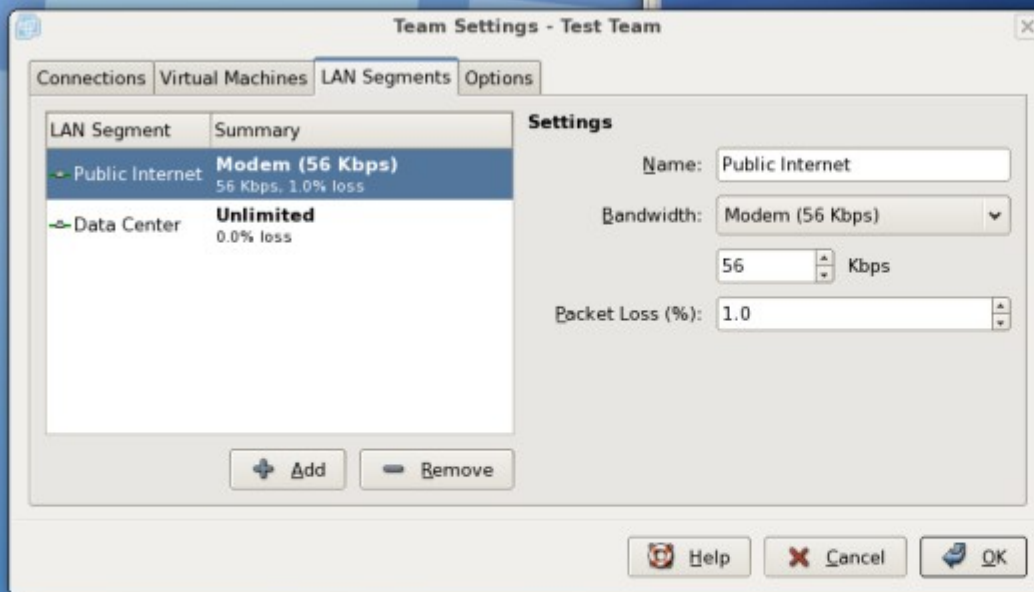 Team Settings - Test Team
Connections Virtual Machines LAN Segments Options
LAN Segment Summary
Public Internet Modem (56 Kbps)
56 Kbps, 1.0% loss
Data Center Unlimited
0.0% loss
Add Remove
Settings
Name: Public Internet
Bandwidth: Modem (56 Kbps)
56 Kbps
Packet Loss (%): 1.0
Help Cancel OK